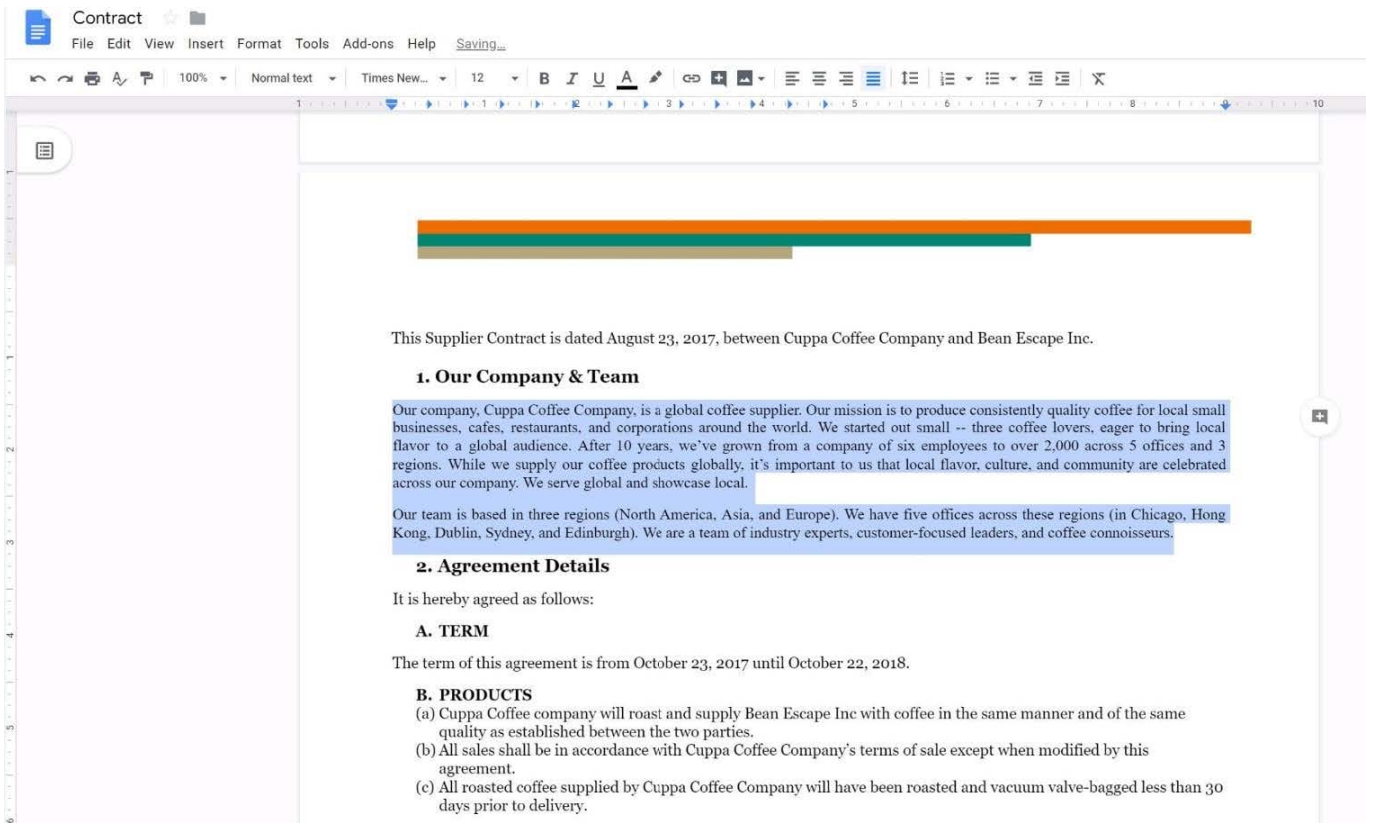 Contract
File Edit View Insert Format Tools Add-ons Help Saving...
100% Normal text Times New... 12 B I U A
1 1 2 3 4 5 6 7 8 9 10
This Supplier Contract is dated August 23, 2017, between Cuppa Coffee Company and Bean Escape Inc.
1. Our Company & Team
Our company, Cuppa Coffee Company, is a global coffee supplier. Our mission is to produce consistently quality coffee for local small
businesses, cafes, restaurants, and corporations around the world. We started out small -- three coffee lovers, eager to bring local
flavor to a global audience. After 10 years, we've grown from a company of six employees to over 2,000 across 5 offices and 3
regions. While we supply our coffee products globally, it's important to us that local flavor, culture, and community are celebrated
across our company. We serve global and showcase local.
Our team is based in three regions (North America, Asia, and Europe). We have five offices across these regions (in Chicago, Hong
Kong, Dublin, Sydney, and Edinburgh). We are a team of industry experts, customer-focused leaders, and coffee connoisseurs.
2. Agreement Details
It is hereby agreed as follows:
A. TERM
The term of this agreement is from October 23, 2017 until October 22, 2018.
B. PRODUCTS
(a) Cuppa Coffee company will roast and supply Bean Escape Inc with coffee in the same manner and of the same
quality as established between the two parties.
(b) All sales shall be in accordance with Cuppa Coffee Company's terms of sale except when modified by this
agreement.
(c) All roasted coffee supplied by Cuppa Coffee Company will have been roasted and vacuum valve-bagged less than 30
days prior to delivery.